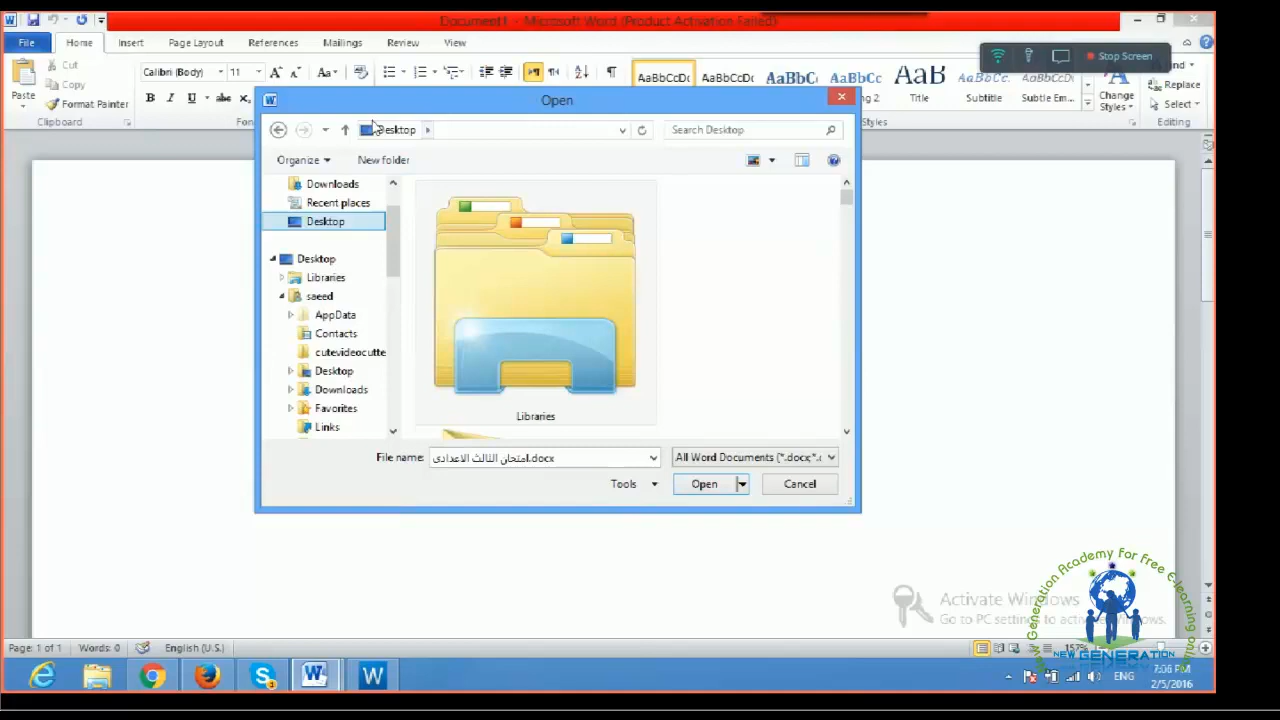 Document1 - Microsoft Word (Product Activation Failed)
File Home Insert Page Layout References Mailings Review View
Stop Screen
Cut
Copy
Paste
Format Painter
Calibri (Body) 11
AaBbCcDc AaBbCcDc AaBbC AaBbCc AaB AaBbCc. AaBbCcDc
Title Subtitle Subtle Em... Change Styles
Replace
Select
Clipboard Styles Editing
Open
Desktop
Search Desktop
Organize New folder
Downloads
Recent places
Desktop
Desktop
Libraries
saeed
AppData
Contacts
cutevideocutte
Desktop
Downloads
Favorites
Links
Libraries
File name: امتحان الثالث الاعدادى.docx All Word Documents (*.docx;*.
Tools Open Cancel
Activate Windows
Go to PC settings to activate Windows.
New Generation Academy For Free E-learning online
NEW GENERATION
Page: 1 of 1 Words: 0 English (U.S.) 157%
ENG
7:06 PM
2/5/2016